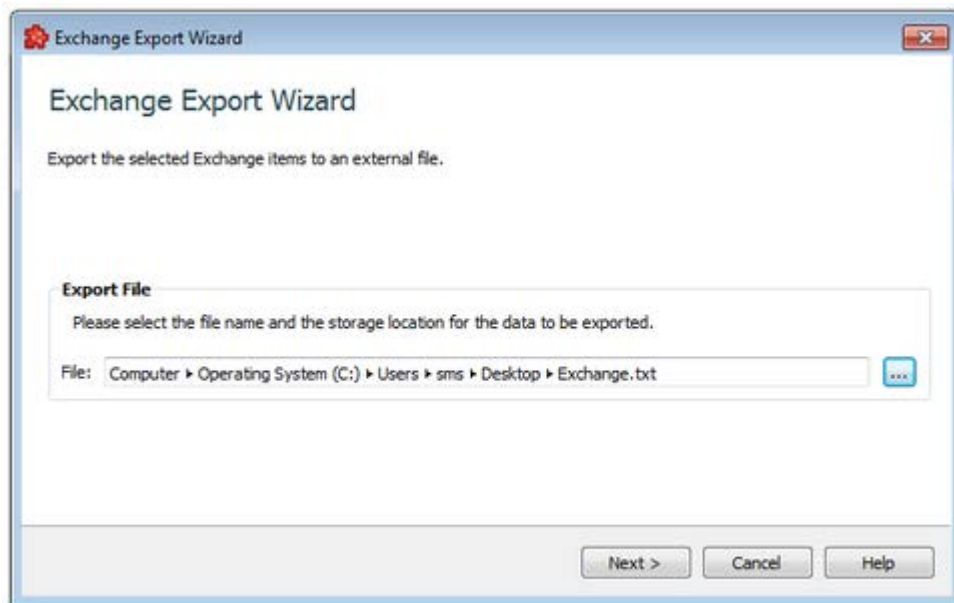 Exchange Export Wizard
Exchange Export Wizard
Export the selected Exchange items to an external file.
Export File
Please select the file name and the storage location for the data to be exported.
File: Computer ▸ Operating System (C:) ▸ Users ▸ sms ▸ Desktop ▸ Exchange.txt ...
Next > Cancel Help